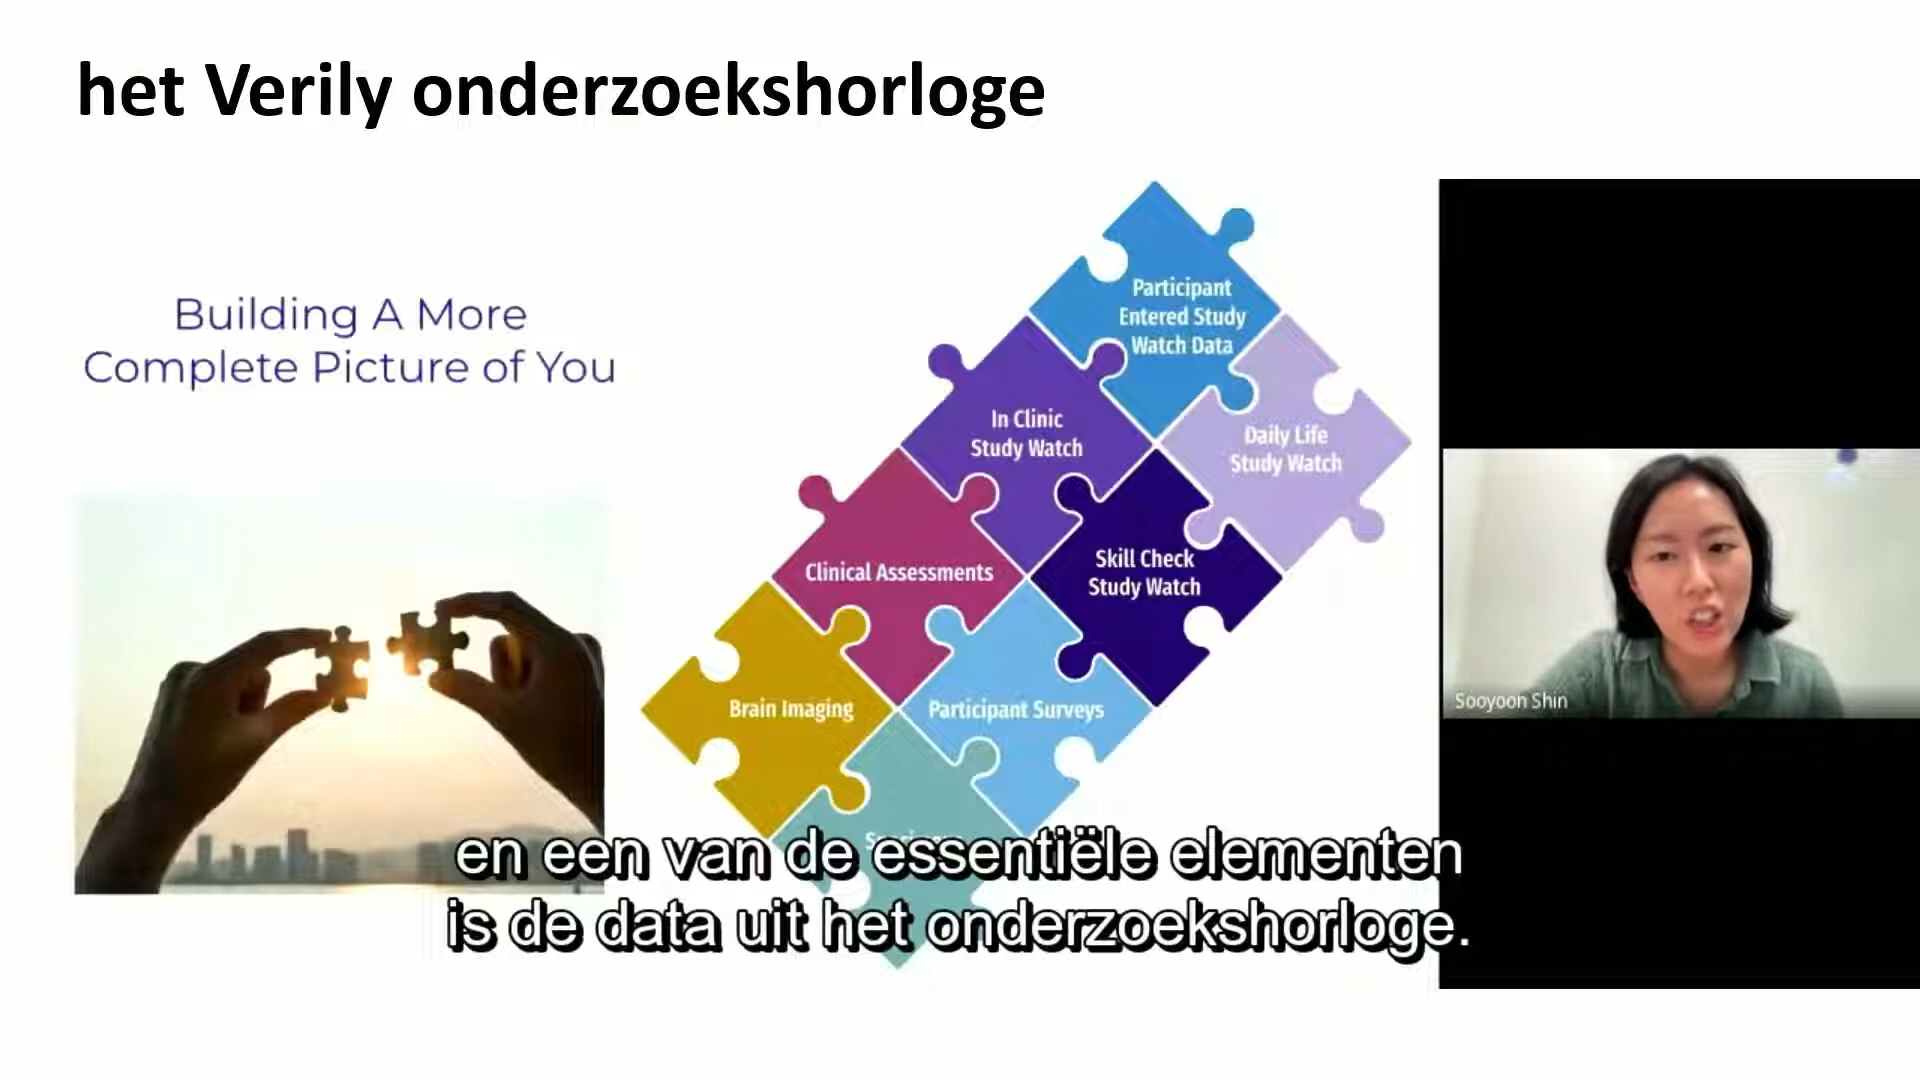 het Verily onderzoekshorloge
Building A More
Complete Picture of You
Participant
Entered Study
Watch Data
In Clinic
Study Watch
Daily Life
Study Watch
Clinical Assessments
Skill Check
Study Watch
Brain Imaging
Participant Surveys
Sooyoon Shin
en een van de essentiële elementen
is de data uit het onderzoekshorloge.